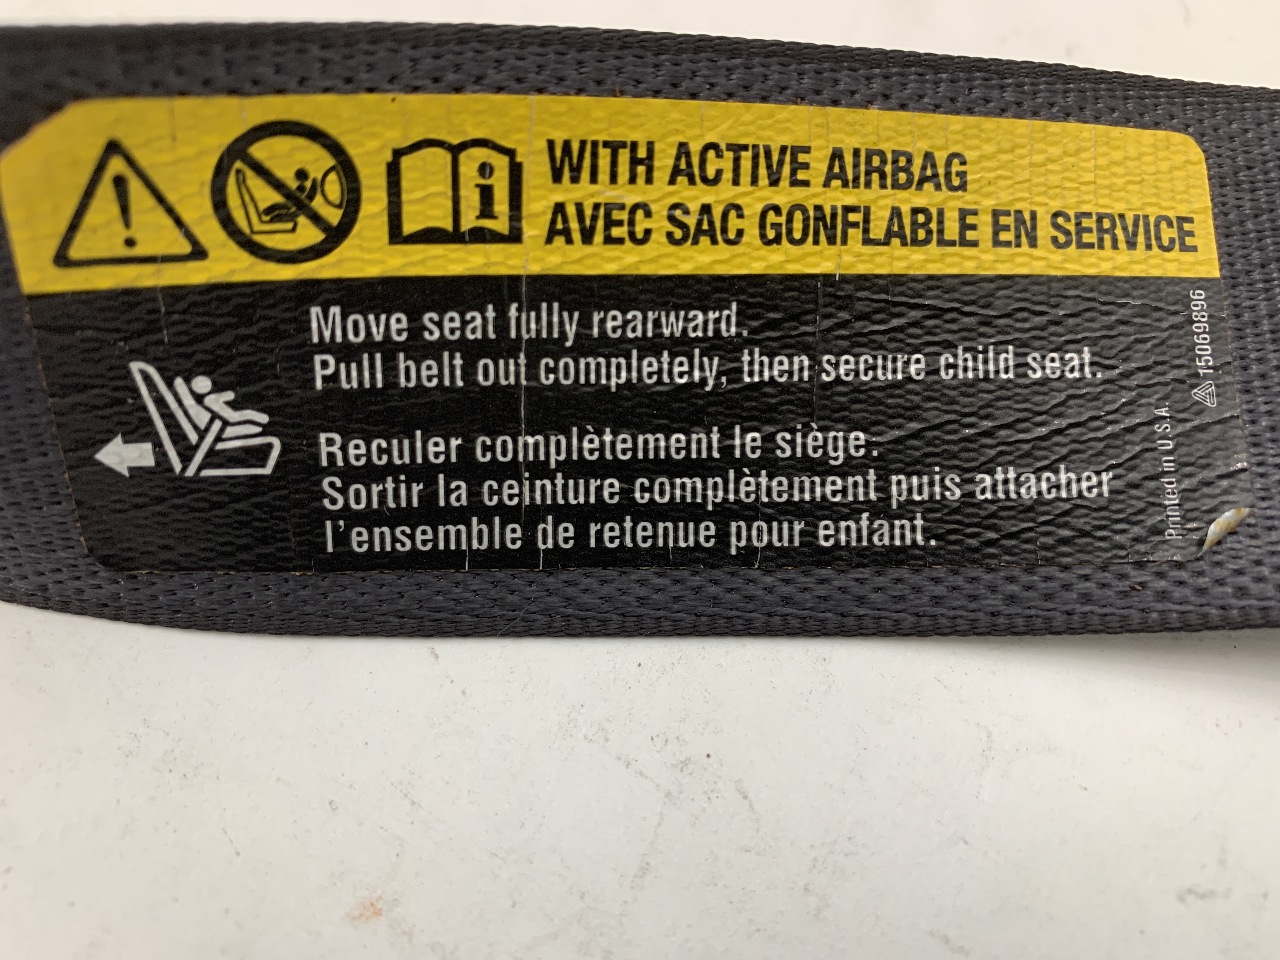 WITH ACTIVE AIRBAG
AVEC SAC GONFLABLE EN SERVICE
Move seat fully rearward.
Pull belt out completely, then secure child seat.
Reculer complètement le siège.
Sortir la ceinture complètement puis attacher
l'ensemble de retenue pour enfant.
Printed in U.S.A.
15069896